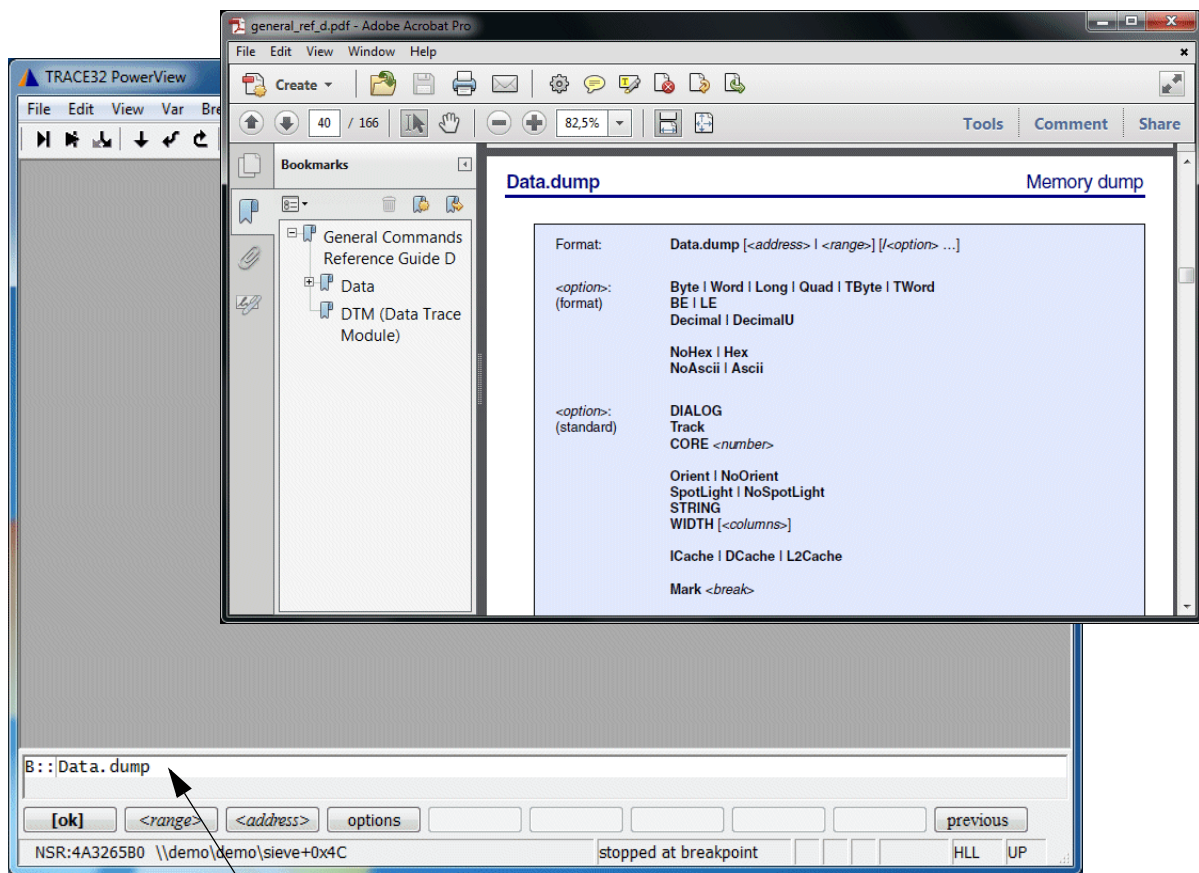 general_ref_d.pdf - Adobe Acrobat Pro
File Edit View Window Help
Create
40 / 166
82,5%
Tools Comment Share
Bookmarks
General Commands
Reference Guide D
Data
DTM (Data Trace
Module)
Data.dump Memory dump
Format: Data.dump [<address> | <range>] [/<option> …]
<option>: Byte | Word | Long | Quad | TByte | TWord
(format) BE | LE
Decimal | DecimalU
NoHex | Hex
NoAscii | Ascii
<option>: DIALOG
(standard) Track
CORE <number>
Orient | NoOrient
SpotLight | NoSpotLight
STRING
WIDTH [<columns>]
ICache | DCache | L2Cache
Mark <break>
TRACE32 PowerView
File Edit View Var Bre
B::Data.dump
[ok] <range> <address> options previous
NSR:4A3265B0 \\demo\demo\sieve+0x4C stopped at breakpoint HLL UP